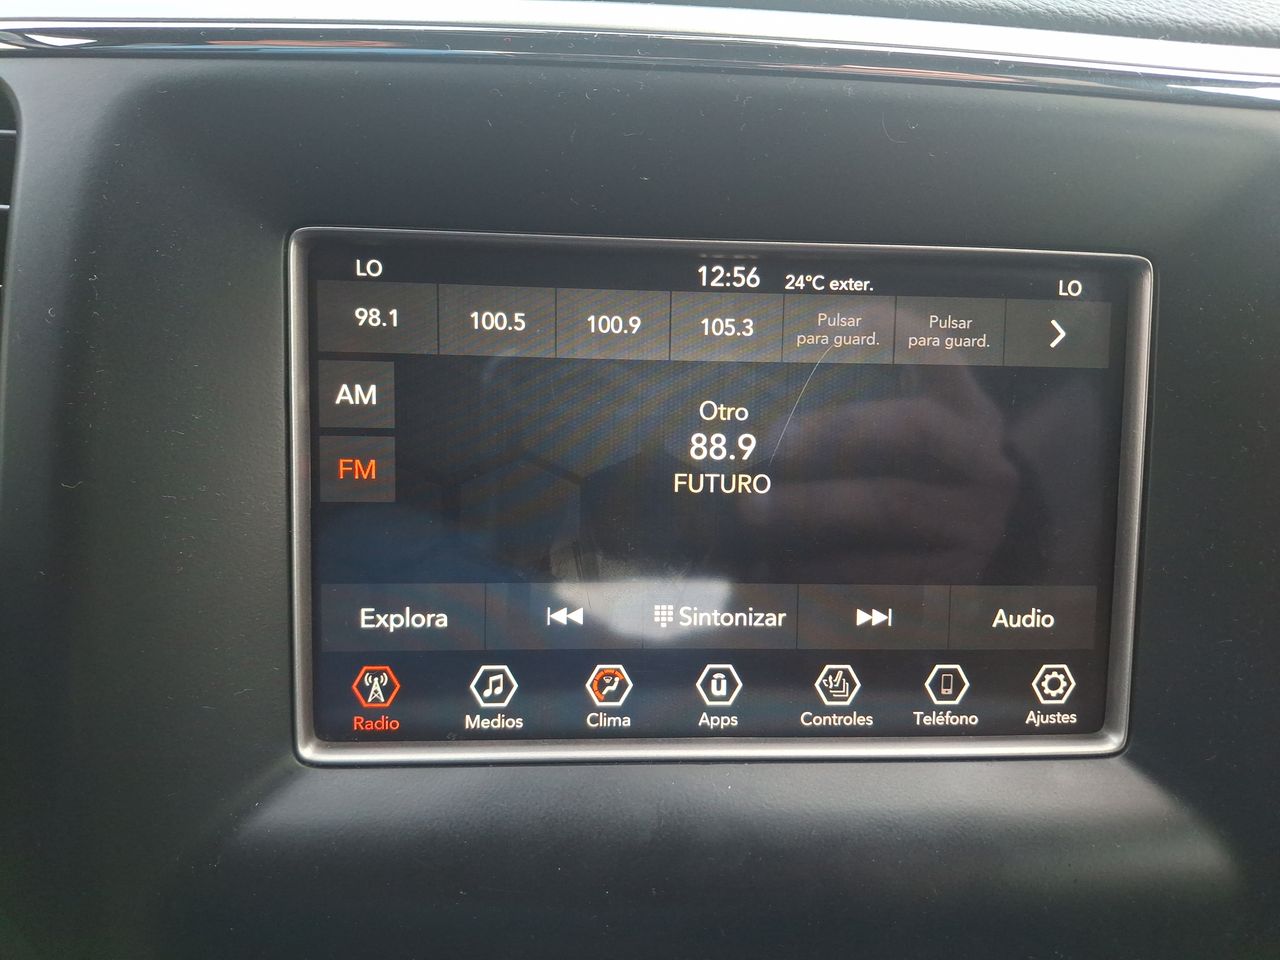 LO 12:56 24°C exter. LO
98.1 100.5 100.9 105.3 Pulsar para guard. Pulsar para guard.
AM
FM
Otro
88.9
FUTURO
Explora Sintonizar Audio
Radio Medios Clima Apps Controles Teléfono Ajustes